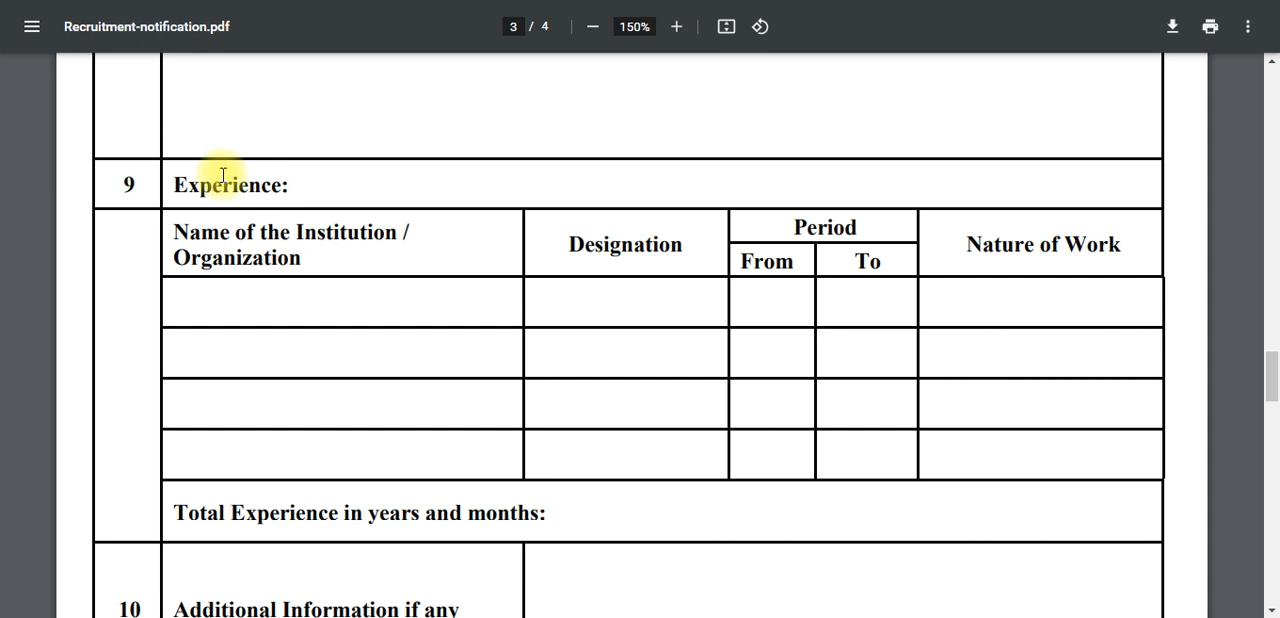 Recruitment-notification.pdf
3 / 4
150%
9 Experience:
Name of the Institution /
Organization
Designation
Period
From To
Nature of Work
Total Experience in years and months:
10 Additional Information if any